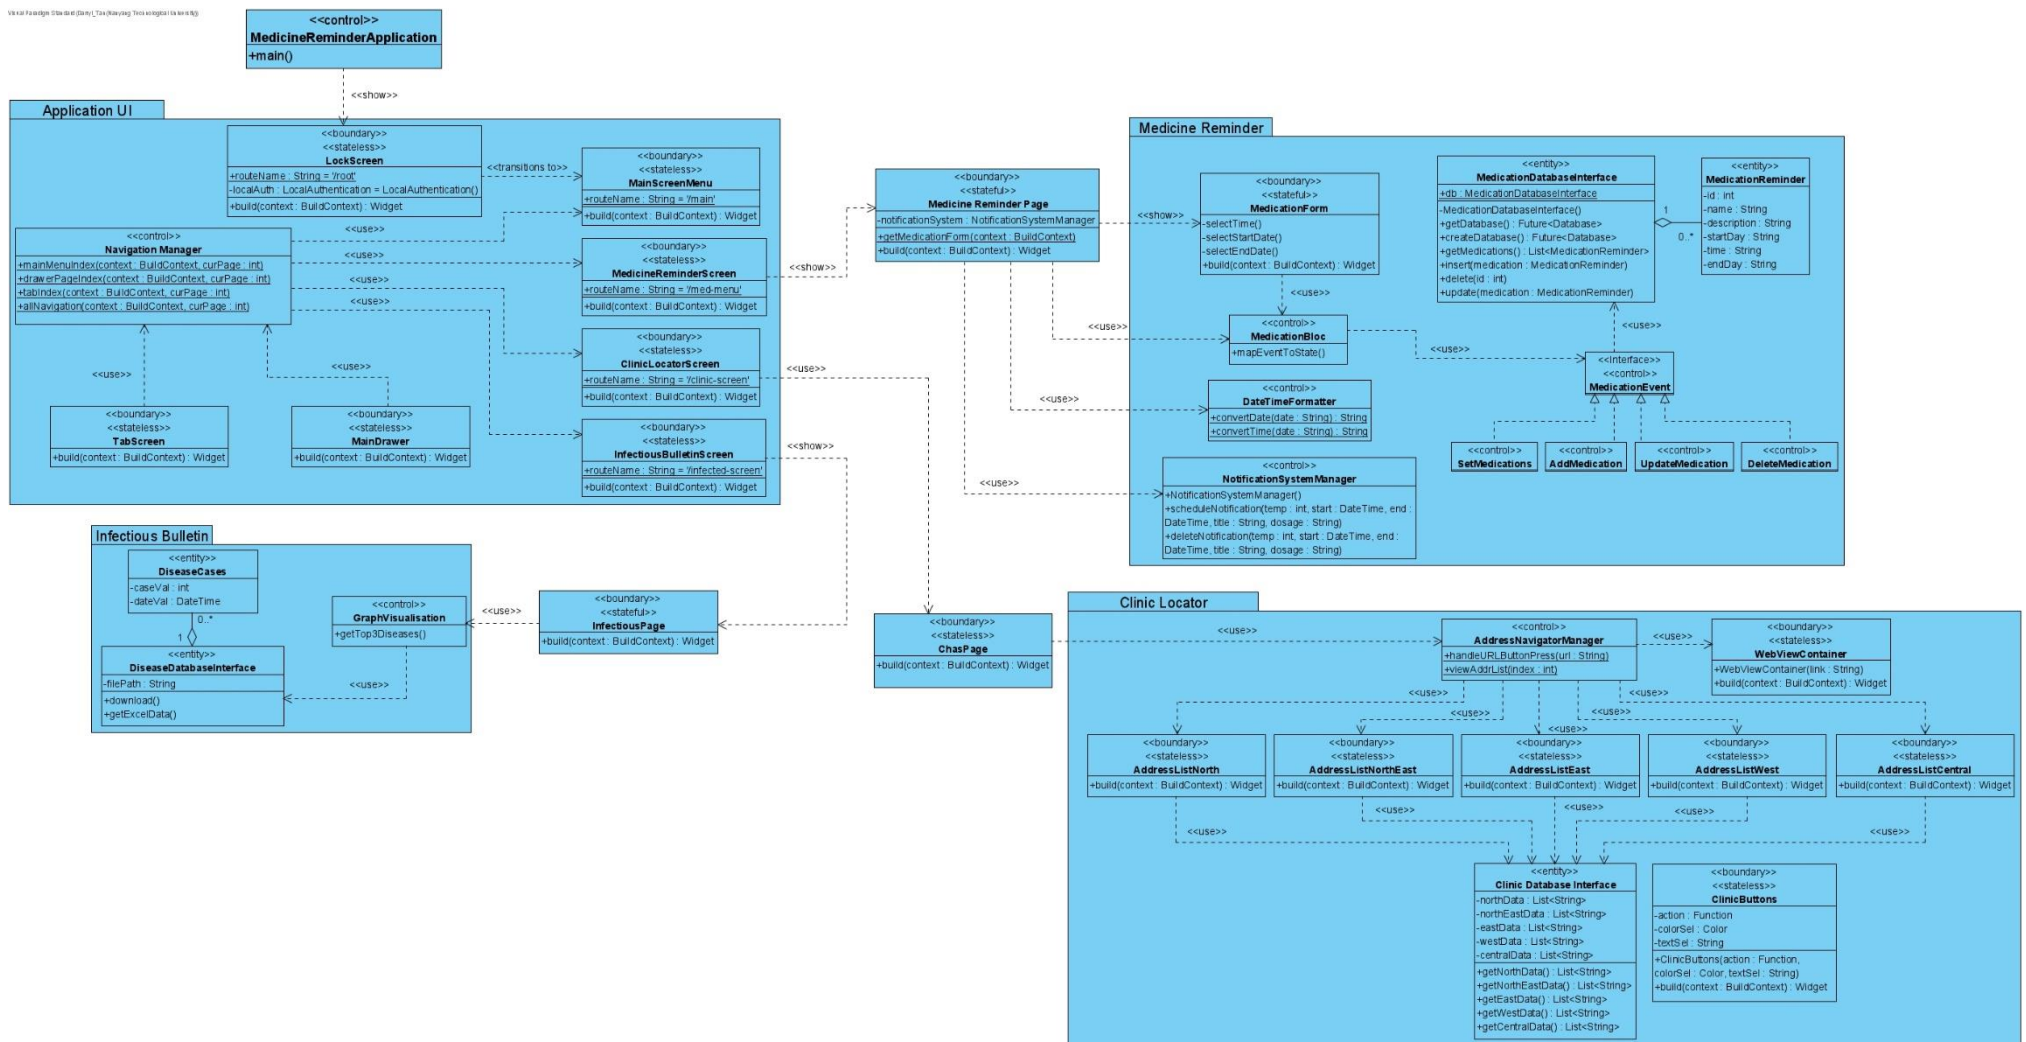 <<control>>
MedicineReminderApplication
+main()
<<show>>
Application UI
<<boundary>>
<<stateless>>
LockScreen
+routeName : String = '/root'
-localAuth : LocalAuthentication = LocalAuthentication()
+build(context : BuildContext) : Widget
<<transitions to>>
<<boundary>>
<<stateless>>
MainScreenMenu
+routeName : String = '/main'
+build(context : BuildContext) : Widget
<<control>>
Navigation Manager
+mainMenuIndex(context : BuildContext, curPage : int)
+drawerPageIndex(context : BuildContext, curPage : int)
+tabIndex(context : BuildContext, curPage : int)
+allNavigation(context : BuildContext, curPage : int)
<<use>>
<<use>>
<<use>>
<<use>>
<<boundary>>
<<stateless>>
MedicineReminderScreen
+routeName : String = '/med-menu'
+build(context : BuildContext) : Widget
<<show>>
<<boundary>>
<<stateless>>
ClinicLocatorScreen
+routeName : String = '/clinic-screen'
+build(context : BuildContext) : Widget
<<use>>
<<use>>
<<use>>
<<boundary>>
<<stateless>>
TabScreen
+build(context : BuildContext) : Widget
<<boundary>>
<<stateless>>
MainDrawer
+build(context : BuildContext) : Widget
<<boundary>>
<<stateless>>
InfectiousBulletinScreen
+routeName : String = '/infected-screen'
+build(context : BuildContext) : Widget
<<show>>
<<boundary>>
<<stateful>>
Medicine Reminder Page
-notificationSystem : NotificationSystemManager
+getMedicationForm(context : BuildContext)
+build(context : BuildContext) : Widget
<<show>>
<<use>>
<<use>>
<<use>>
Medicine Reminder
<<boundary>>
<<stateful>>
MedicationForm
-selectTime()
-selectStartDate()
-selectEndDate()
+build(context : BuildContext) : Widget
<<use>>
<<control>>
MedicationBloc
+mapEventToState()
<<use>>
<<entity>>
MedicationDatabaseInterface
+db : MedicationDatabaseInterface
-MedicationDatabaseInterface()
+getDatabase() : Future<Database>
+createDatabase() : Future<Database>
+getMedications() : List<MedicationReminder>
+insert(medication : MedicationReminder)
+delete(id : int)
+update(medication : MedicationReminder)
1
0..*
<<entity>>
MedicationReminder
-id : int
-name : String
-description : String
-startDay : String
-time : String
-endDay : String
<<use>>
<<Interface>>
<<control>>
MedicationEvent
<<control>>
DateTimeFormatter
+convertDate(date : String) : String
+convertTime(date : String) : String
<<control>>
SetMedications
<<control>>
AddMedication
<<control>>
UpdateMedication
<<control>>
DeleteMedication
<<control>>
NotificationSystemManager
+NotificationSystemManager()
+scheduleNotification(temp : int, start : DateTime, end :
DateTime, title : String, dosage : String)
+deleteNotification(temp : int, start : DateTime, end :
DateTime, title : String, dosage : String)
Infectious Bulletin
<<entity>>
DiseaseCases
-caseVal : int
-dateVal : DateTime
0..*
1
<<entity>>
DiseaseDatabaseInterface
-filePath : String
+download()
+getExcelData()
<<control>>
GraphVisualisation
+getTop3Diseases()
<<use>>
<<use>>
<<boundary>>
<<stateful>>
InfectiousPage
+build(context : BuildContext) : Widget
<<boundary>>
<<stateless>>
ChasPage
+build(context : BuildContext) : Widget
<<use>>
Clinic Locator
<<control>>
AddressNavigatorManager
+handleURLButtonPress(url : String)
+viewAddrList(index : int)
<<use>>
<<boundary>>
<<stateless>>
WebViewContainer
+WebViewContainer(link : String)
+build(context : BuildContext) : Widget
<<use>>
<<use>>
<<use>>
<<use>>
<<use>>
<<boundary>>
<<stateless>>
AddressListNorth
+build(context : BuildContext) : Widget
<<boundary>>
<<stateless>>
AddressListNorthEast
+build(context : BuildContext) : Widget
<<boundary>>
<<stateless>>
AddressListEast
+build(context : BuildContext) : Widget
<<boundary>>
<<stateless>>
AddressListWest
+build(context : BuildContext) : Widget
<<boundary>>
<<stateless>>
AddressListCentral
+build(context : BuildContext) : Widget
<<use>>
<<use>>
<<use>>
<<use>>
<<use>>
<<entity>>
Clinic Database Interface
-northData : List<String>
-northEastData : List<String>
-eastData : List<String>
-westData : List<String>
-centralData : List<String>
+getNorthData() : List<String>
+getNorthEastData() : List<String>
+getEastData() : List<String>
+getWestData() : List<String>
+getCentralData() : List<String>
<<boundary>>
<<stateless>>
ClinicButtons
-action : Function
-colorSel : Color
-textSel : String
+ClinicButtons(action : Function,
colorSel : Color, textSel : String)
+build(context : BuildContext) : Widget